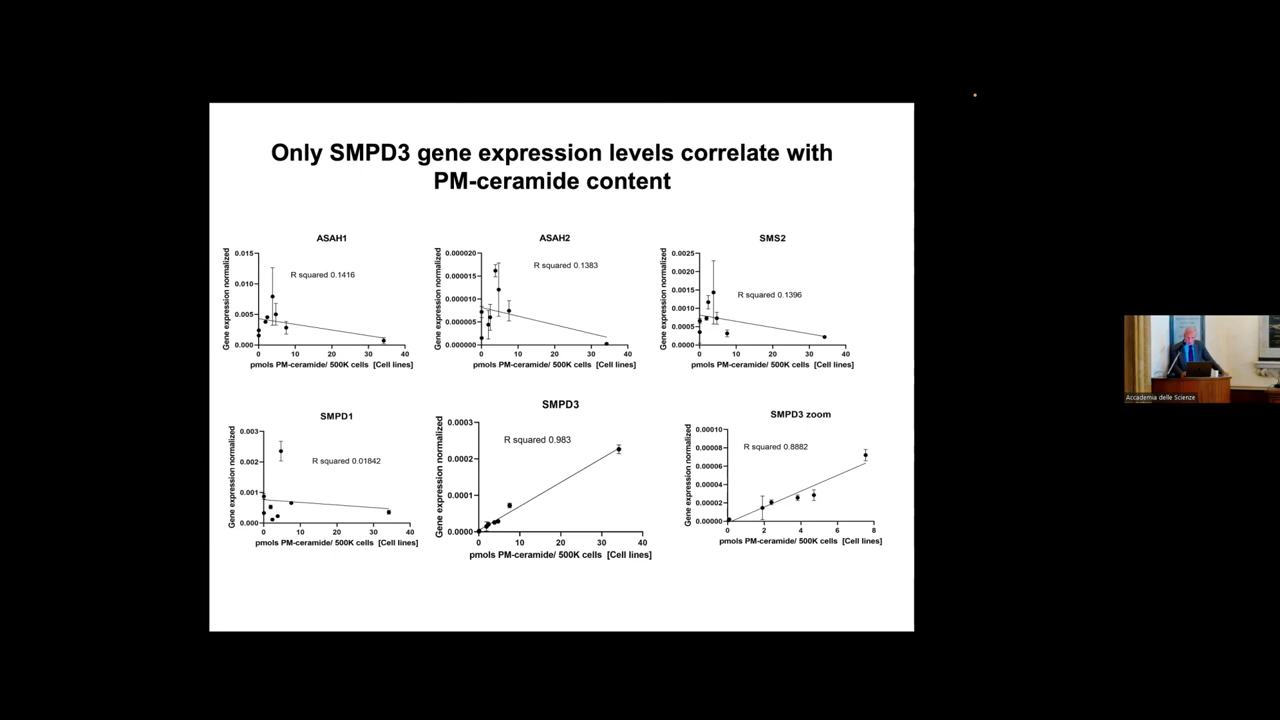 Only SMPD3 gene expression levels correlate with
PM-ceramide content
ASAH1
Gene expression normalized
0.015
0.010
0.005
0.000
R squared 0.1416
0 10 20 30 40
pmols PM-ceramide/ 500K cells [Cell lines]
ASAH2
Gene expression normalized
0.000020
0.000015
0.000010
0.000005
0.000000
R squared 0.1383
0 10 20 30 40
pmols PM-ceramide/ 500K cells [Cell lines]
SMS2
Gene expression normalized
0.0025
0.0020
0.0015
0.0010
0.0005
0.0000
R squared 0.1396
0 10 20 30 40
pmols PM-ceramide/ 500K cells [Cell lines]
SMPD1
Gene expression normalized
0.003
0.002
0.001
0.000
R squared 0.01842
0 10 20 30 40
pmols PM-ceramide/ 500K cells [Cell lines]
SMPD3
Gene expression normalized
0.0003
0.0002
0.0001
0.0000
R squared 0.983
0 10 20 30 40
pmols PM-ceramide/ 500K cells [Cell lines]
SMPD3 zoom
Gene expression normalized
0.00010
0.00008
0.00006
0.00004
0.00002
0.00000
R squared 0.8882
0 2 4 6 8
pmols PM-ceramide/ 500K cells [Cell lines]
Accademia delle Scienze